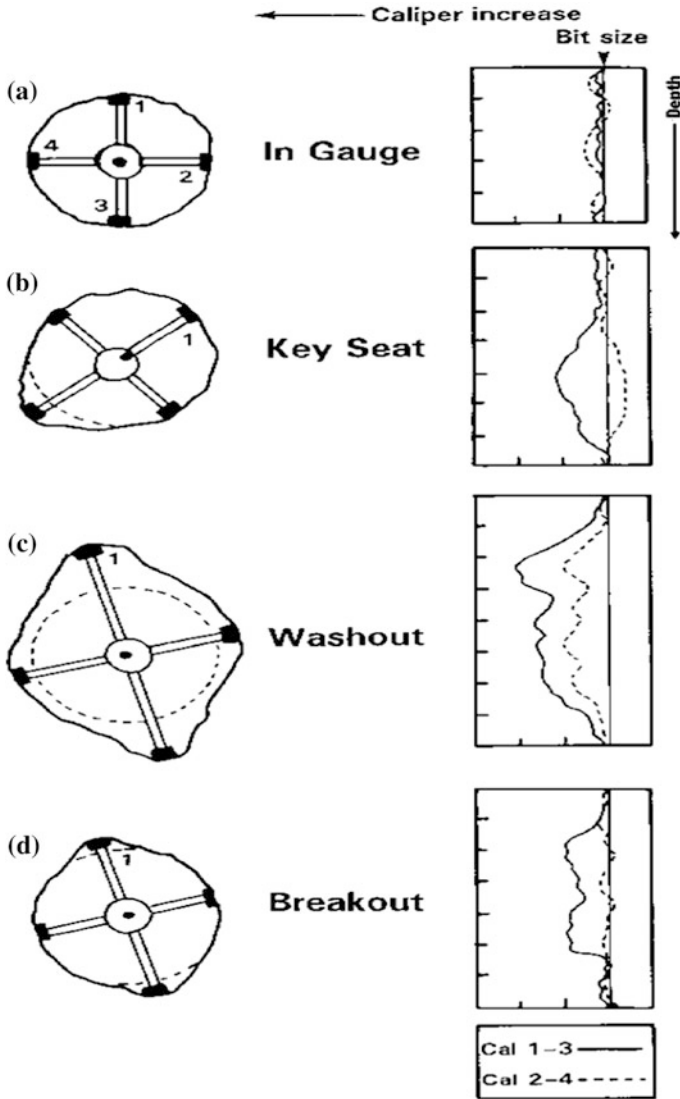 Caliper increase
Bit size
Depth
(a)
1
4
2
3
In Gauge
(b)
1
Key Seat
(c)
1
Washout
(d)
1
Breakout
Cal 1-3
Cal 2-4